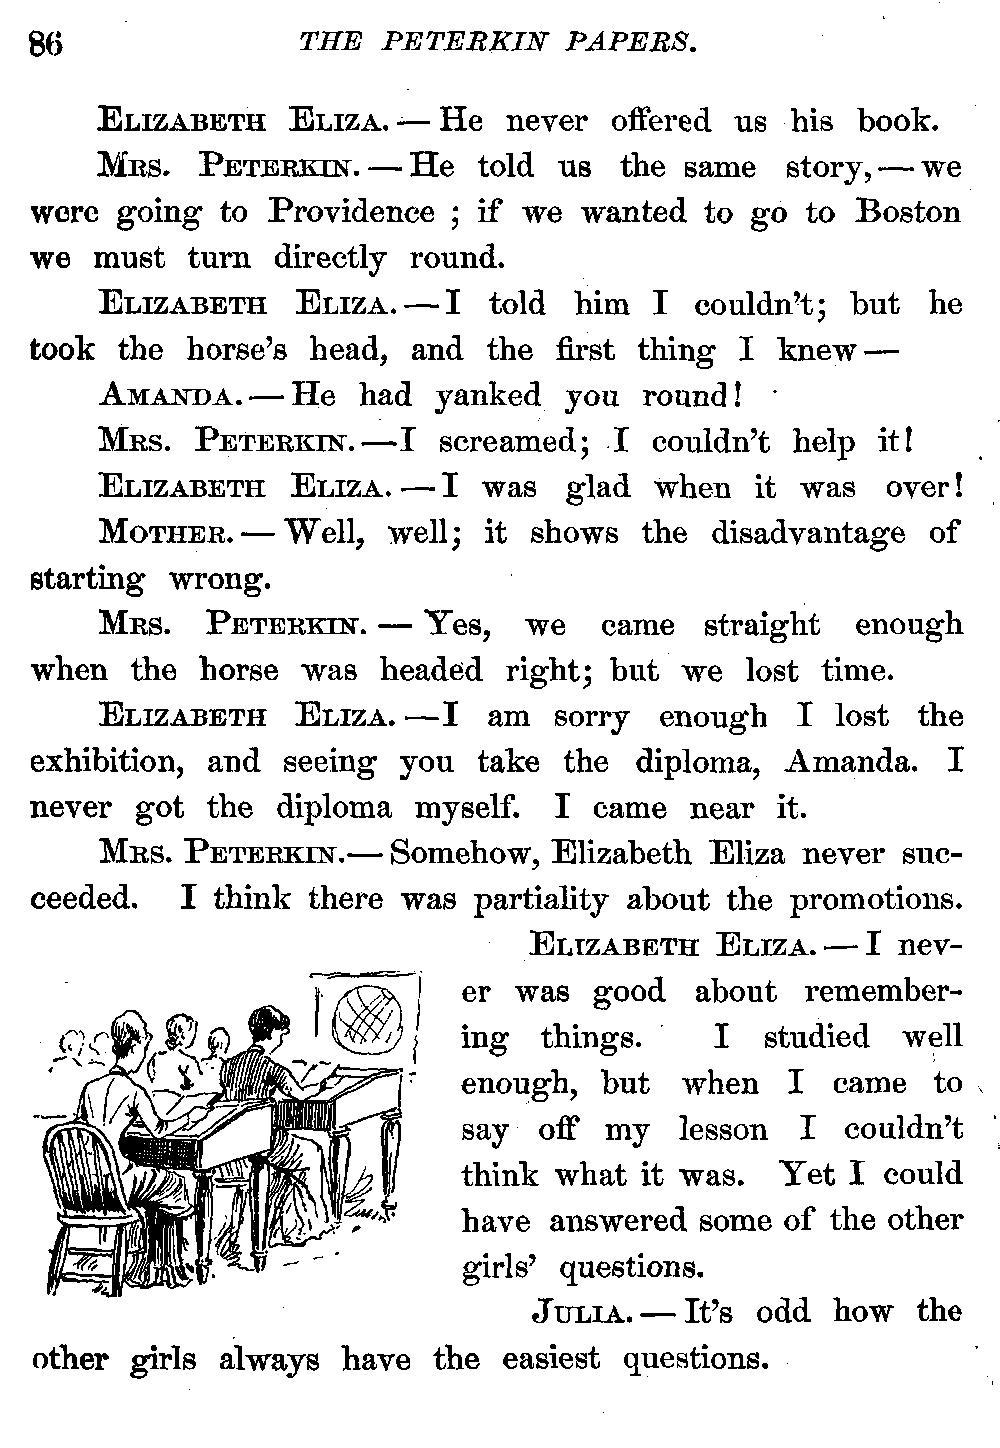 86 THE PETERKIN PAPERS.
ELIZABETH ELIZA. — He never offered us his book.
MRS. PETERKIN. — He told us the same story, — we
were going to Providence ; if we wanted to go to Boston
we must turn directly round.
ELIZABETH ELIZA. — I told him I couldn't; but he
took the horse's head, and the first thing I knew —
AMANDA. — He had yanked you round!
MRS. PETERKIN. — I screamed; I couldn't help it!
ELIZABETH ELIZA. — I was glad when it was over!
MOTHER. — Well, well; it shows the disadvantage of
starting wrong.
MRS. PETERKIN. — Yes, we came straight enough
when the horse was headed right; but we lost time.
ELIZABETH ELIZA. — I am sorry enough I lost the
exhibition, and seeing you take the diploma, Amanda. I
never got the diploma myself. I came near it.
MRS. PETERKIN. — Somehow, Elizabeth Eliza never suc-
ceeded. I think there was partiality about the promotions.
ELIZABETH ELIZA. — I nev-
er was good about remember-
ing things. I studied well
enough, but when I came to
say off my lesson I couldn't
think what it was. Yet I could
have answered some of the other
girls' questions.
JULIA. — It's odd how the
other girls always have the easiest questions.